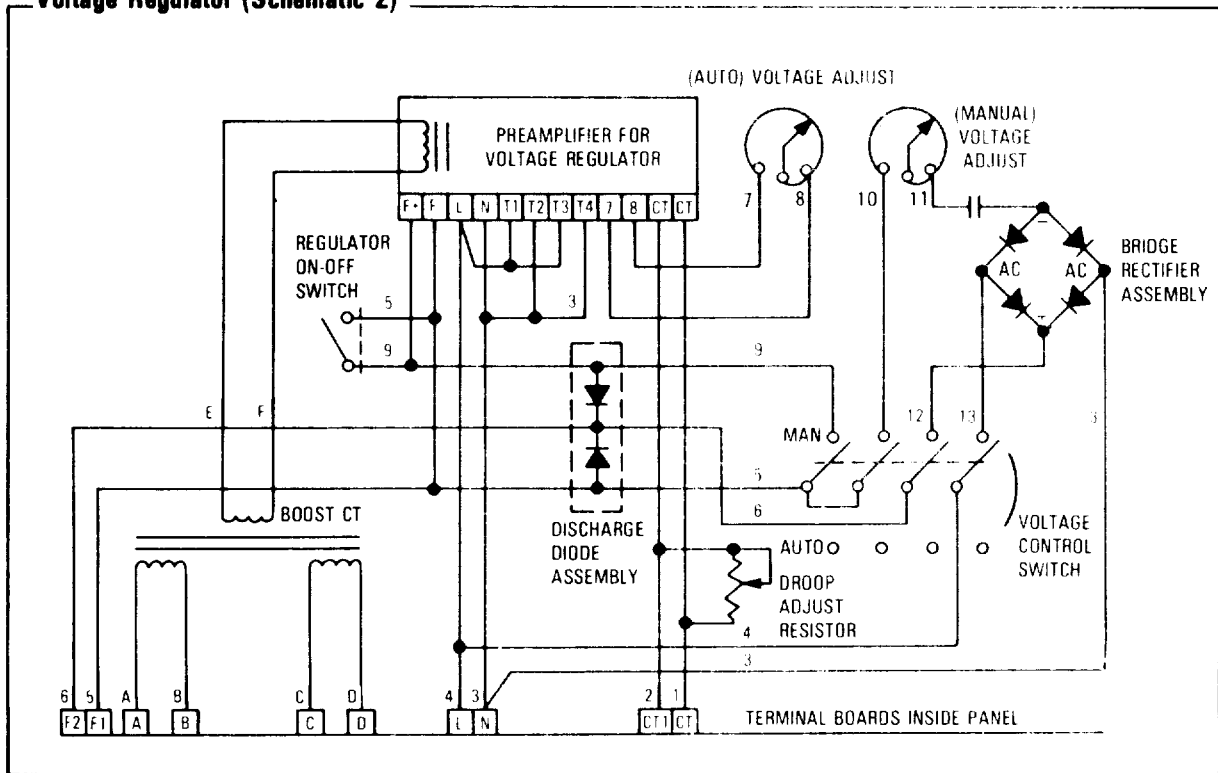 Voltage Regulator (Schematic 2)
(AUTO) VOLTAGE ADJUST
(MANUAL)
VOLTAGE
ADJUST
PREAMPLIFIER FOR
VOLTAGE REGULATOR
F+ F L N T1 T2 T3 T4 7 8 CT CT
7 8 10 11
REGULATOR
ON-OFF
SWITCH
5
9
3
9
AC AC
BRIDGE
RECTIFIER
ASSEMBLY
E F
12 13 3
MAN
5
6
BOOST CT
DISCHARGE
DIODE
ASSEMBLY
AUTO
VOLTAGE
CONTROL
SWITCH
DROOP
ADJUST
RESISTOR
4
3
6 5 A B C D 4 3 2 1
F2 F1 A B C D L N CT1 CT
TERMINAL BOARDS INSIDE PANEL